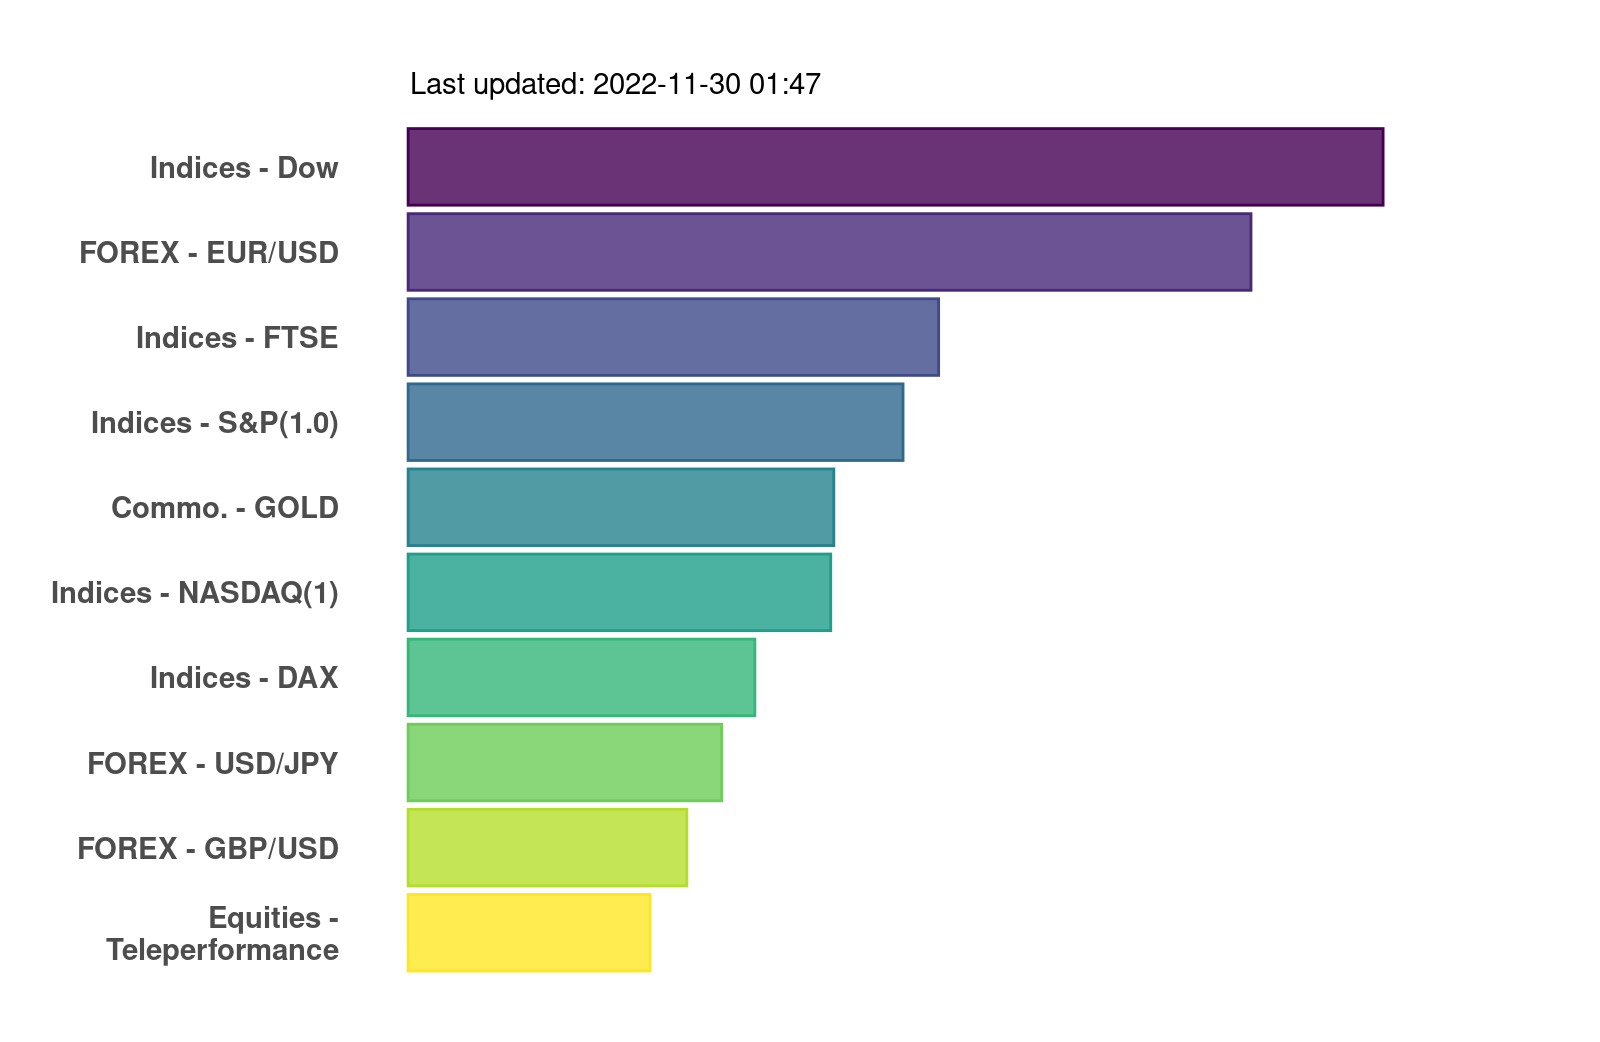 Last updated: 2022-11-30 01:47
Indices - Dow
FOREX - EUR/USD
Indices - FTSE
Indices - S&P(1.0)
Commo. - GOLD
Indices - NASDAQ(1)
Indices - DAX
FOREX - USD/JPY
FOREX - GBP/USD
Equities -
Teleperformance